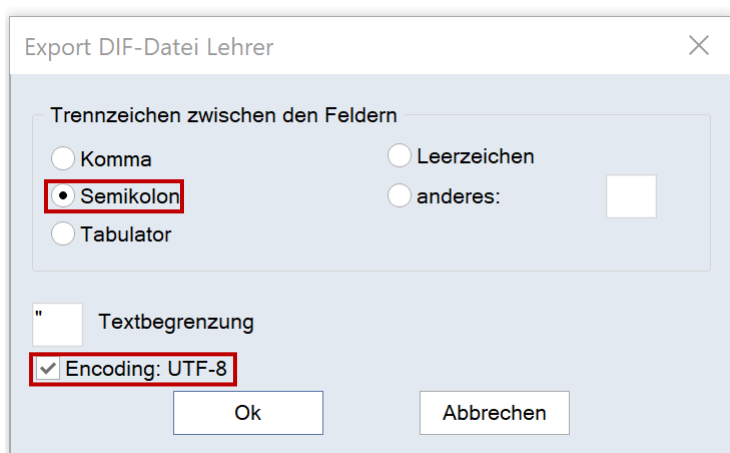 Export DIF-Datei Lehrer
Trennzeichen zwischen den Feldern
Komma
Leerzeichen
Semikolon
anderes:
Tabulator
" Textbegrenzung
Encoding: UTF-8
Ok
Abbrechen